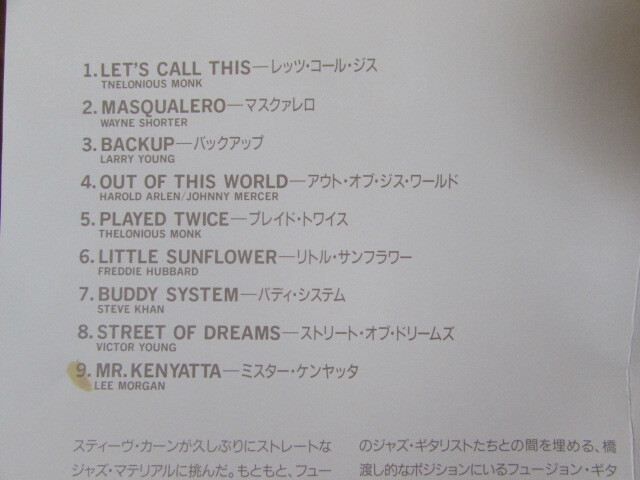 1. LET'S CALL THIS―レッツ・コール・ジス
TNELONIOUS MONK
2. MASQUALERO―マスクァレロ
WAYNE SHORTER
3. BACKUP―バックアップ
LARRY YOUNG
4. OUT OF THIS WORLD―アウト・オブ・ジス・ワールド
HAROLD ARLEN/JOHNNY MERCER
5. PLAYED TWICE―プレイド・トワイス
THELONIOUS MONK
6. LITTLE SUNFLOWER―リトル・サンフラワー
FREDDIE HUBBARD
7. BUDDY SYSTEM―バディ・システム
STEVE KHAN
8. STREET OF DREAMS―ストリート・オブ・ドリームズ
VICTOR YOUNG
9. MR. KENYATTA―ミスター・ケンヤッタ
LEE MORGAN
スティーヴ・カーンが久しぶりにストレートな
ジャズ・マテリアルに挑んだ。もともと、フュー
のジャズ・ギタリストたちとの間を埋める、橋
渡し的なポジションにいるフュージョン・ギタ